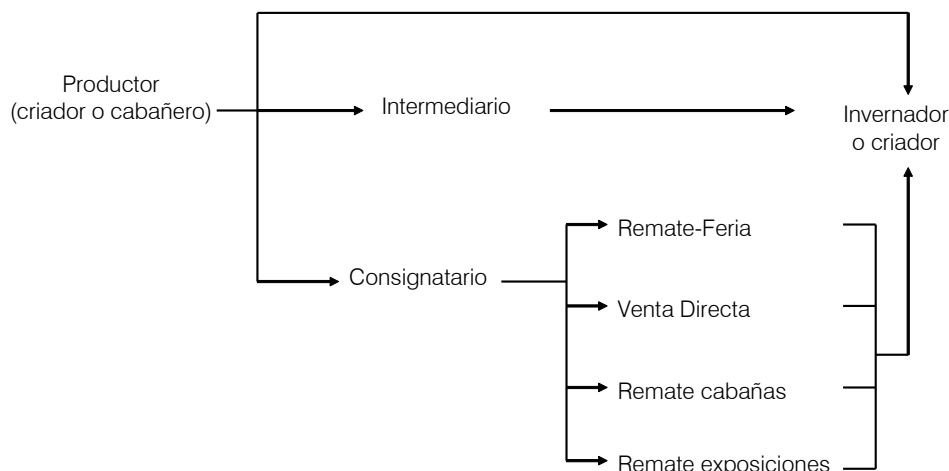 Productor
(criador o cabañero)
Intermediario
Invernador
o criador
Remate-Feria
Consignatario
Venta Directa
Remate cabañas
Remate exposiciones